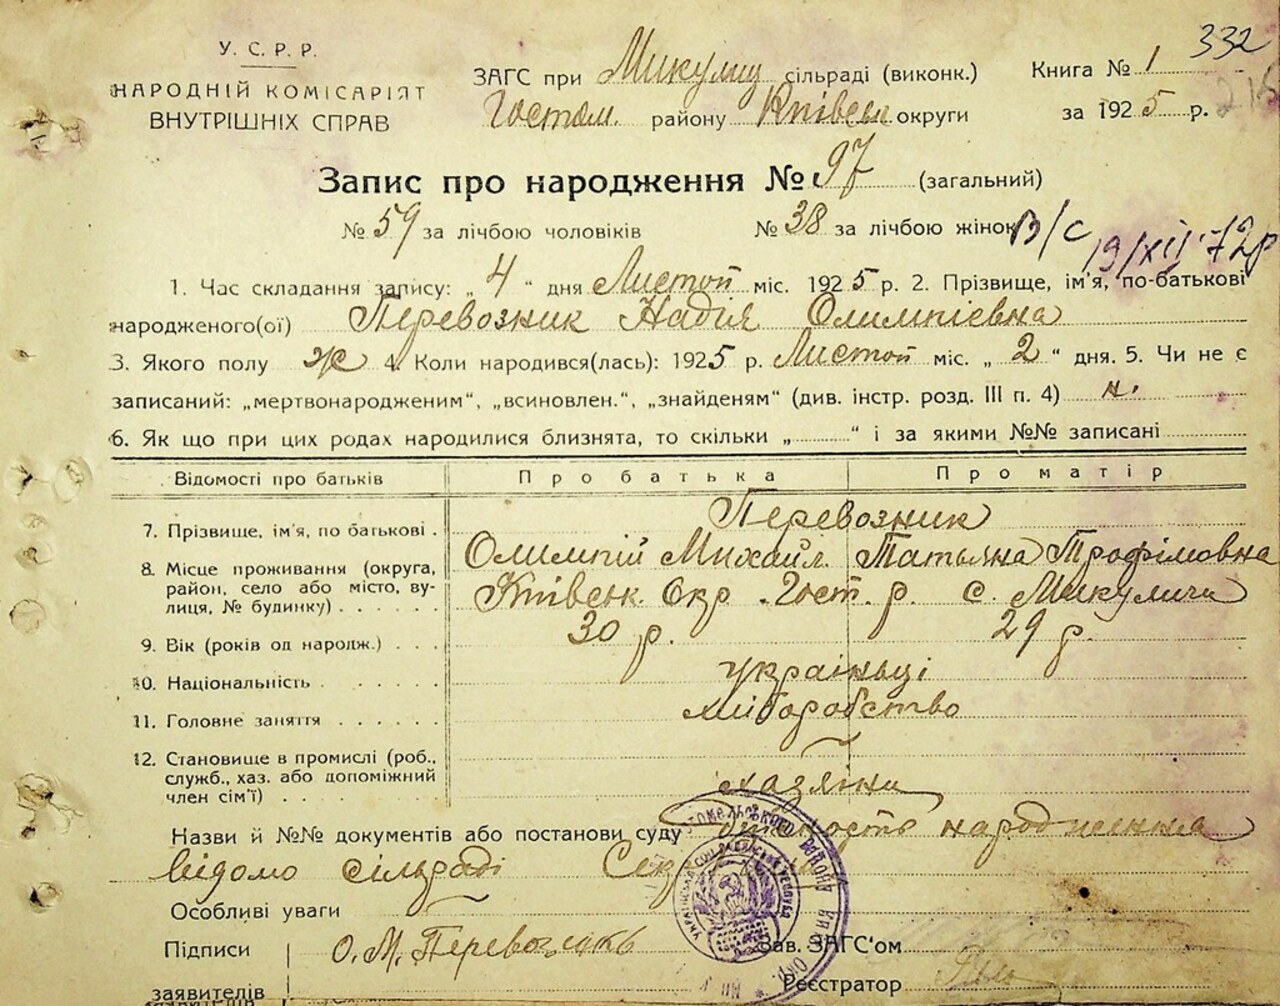 332
У. С. Р. Р.
НАРОДНІЙ КОМІСАРІЯТ
ВНУТРІШНІХ СПРАВ
ЗАГС при Микулиц сільраді (виконк.)
Гостом. району Київськ округи
Книга № 1
за 1925 р.
Запис про народження № 97 (загальний)
№ 59 за лічбою чоловіків № 38 за лічбою жінок В/с 19/XII-72р
1. Час складання запису: „ 4 “ дня Листоп міс. 1925 р. 2. Прізвище, ім'я, по-батькові
народженого(ої) Перевозник Надія Олимпієвна
3. Якого полу ж 4. Коли народився(лась): 1925 р. Листоп міс. „ 2 “ дня. 5. Чи не є
записаний: „мертвонародженим“, „всиновлен.“, „знайденям“ (див. інстр. розд. III п. 4) н.
6. Як що при цих родах народилися близнята, то скільки „ “ і за якими №№ записані
Відомості про батьків Про батька Про матір
7. Прізвище, ім'я, по батькові . Перевозник
Олимпій Михайл. Татьяна Трофімовна
8. Місце проживання (округа,
район, село або місто, ву-
лиця, № будинку) . . . . . Київськ. Окр. Гост. р. с. Микуличи
9. Вік (років од народж.) . . . 30 р. 29 р.
10. Національність . . . . . українці
11. Головне заняття . . . . . . хліборобство
12. Становище в промислі (роб.,
служб., хаз. або допоміжний
член сім'ї) . . . . . . . . хазяїни
Назви й №№ документів або постанови суду дійсность народження
відомо сільраді
Особливі уваги
Підписи
заявителів
О. М. Перевозникъ
Зав. ЗАГС'ом
Реєстратор